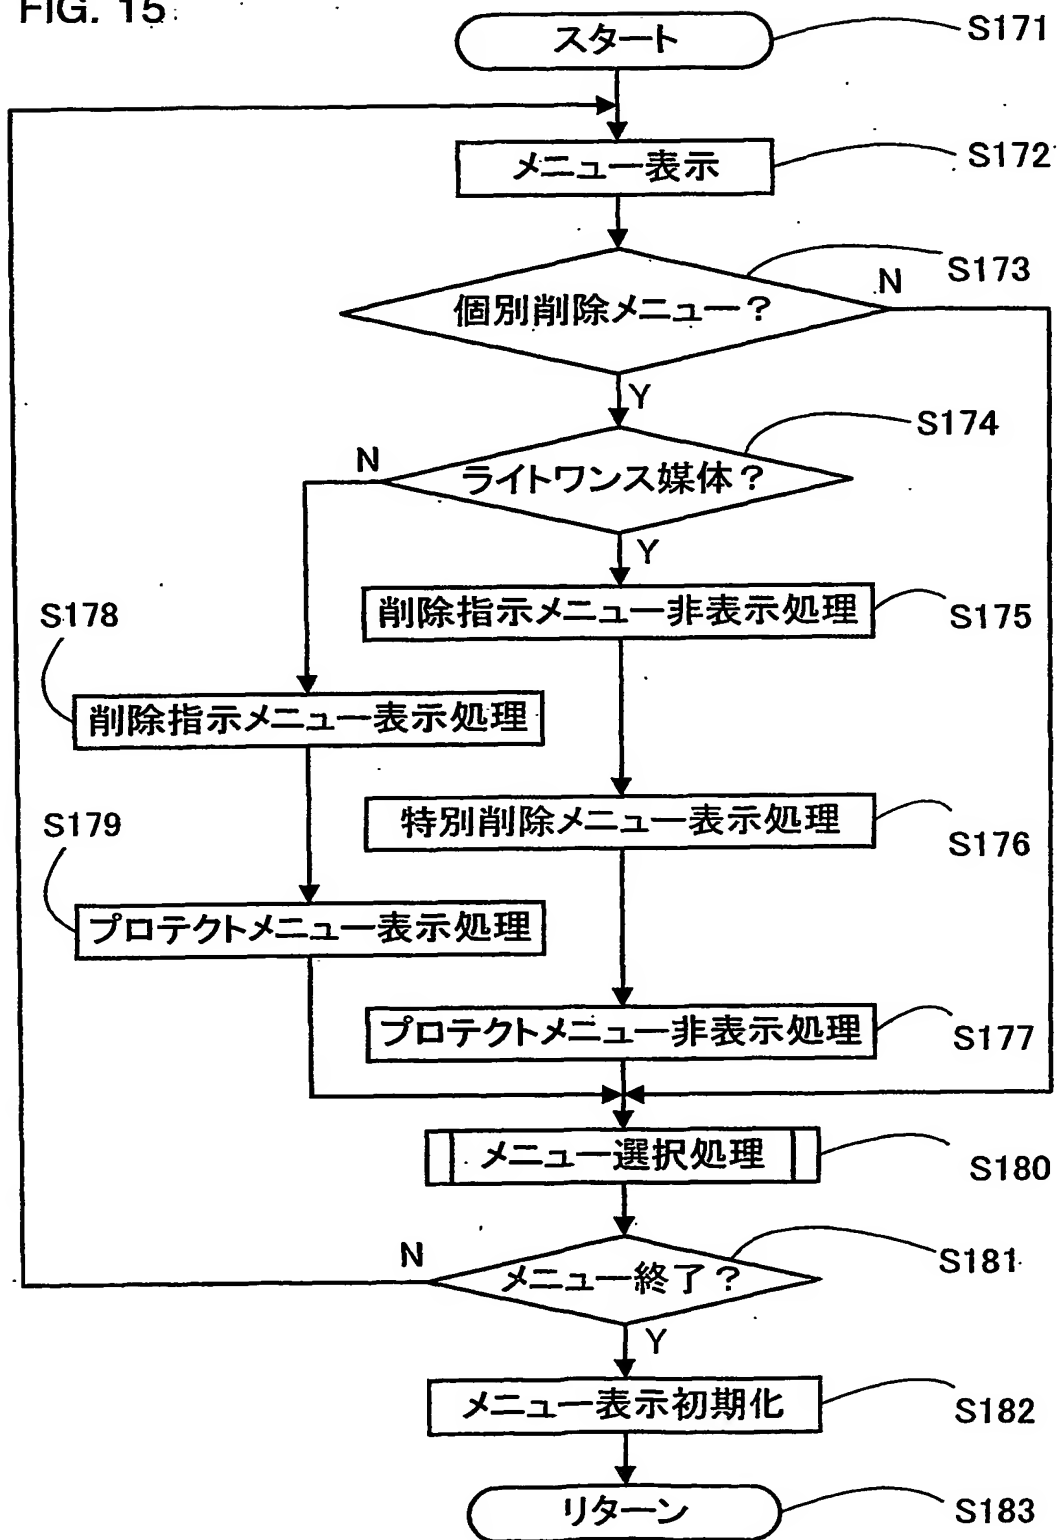 FIG. 15
スタート
S171
メニュー表示
S172
個別削除メニュー？
N
S173
Y
ライトワンス媒体？
N
S174
Y
削除指示メニュー非表示処理
S175
S178
削除指示メニュー表示処理
特別削除メニュー表示処理
S176
S179
プロテクトメニュー表示処理
プロテクトメニュー非表示処理
S177
メニュー選択処理
S180
N
メニュー終了？
S181
Y
メニュー表示初期化
S182
リターン
S183